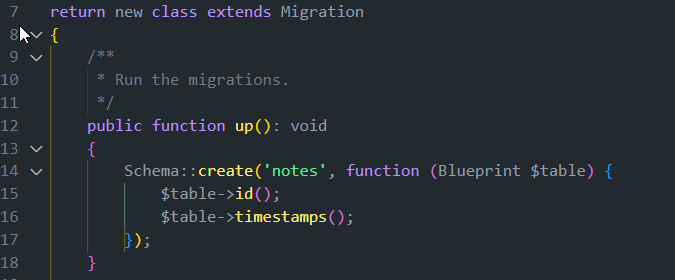 7 return new class extends Migration
8 {
9 /**
10 * Run the migrations.
11 */
12 public function up(): void
13 {
14 Schema::create('notes', function (Blueprint $table) {
15 $table->id();
16 $table->timestamps();
17 });
18 }